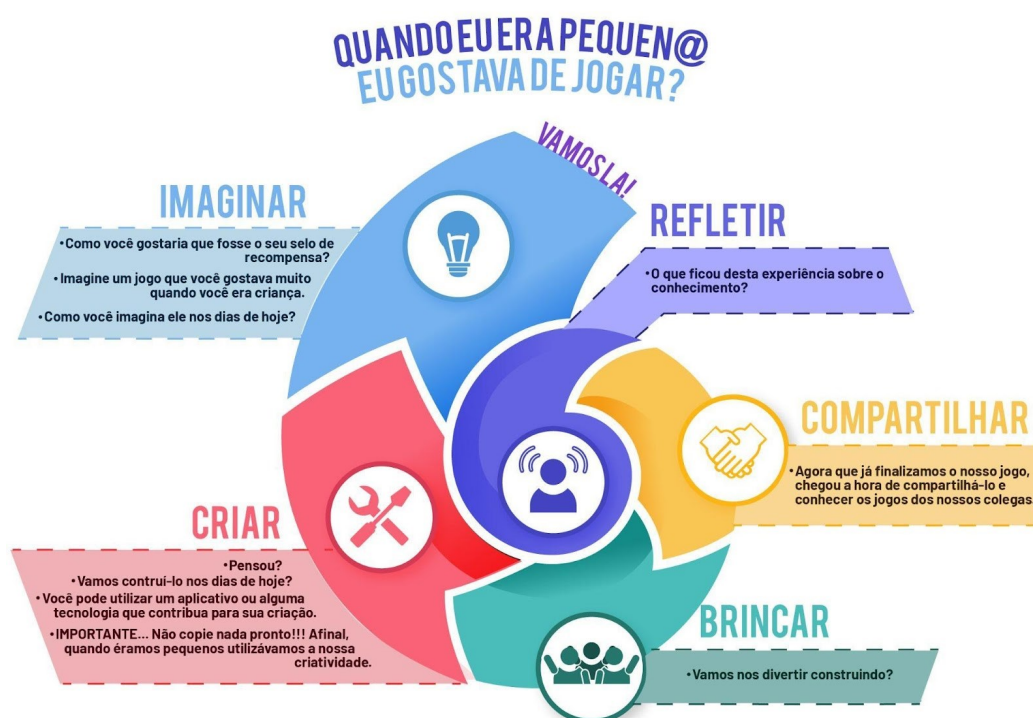 QUANDO EU ERA PEQUEN@
EU GOSTAVA DE JOGAR?
VAMOS LA!
IMAGINAR
•Como você gostaria que fosse o seu selo de
recompensa?
•Imagine um jogo que você gostava muito
quando você era criança.
•Como você imagina ele nos dias de hoje?
CRIAR
•Pensou?
•Vamos contruí-lo nos dias de hoje?
•Você pode utilizar um aplicativo ou alguma
tecnologia que contribua para sua criação.
•IMPORTANTE... Não copie nada pronto!!! Afinal,
quando éramos pequenos utilizávamos a nossa
criatividade.
BRINCAR
•Vamos nos divertir construindo?
COMPARTILHAR
•Agora que já finalizamos o nosso jogo,
chegou a hora de compartilhá-lo e
conhecer os jogos dos nossos colegas.
REFLETIR
•O que ficou desta experiência sobre o
conhecimento?